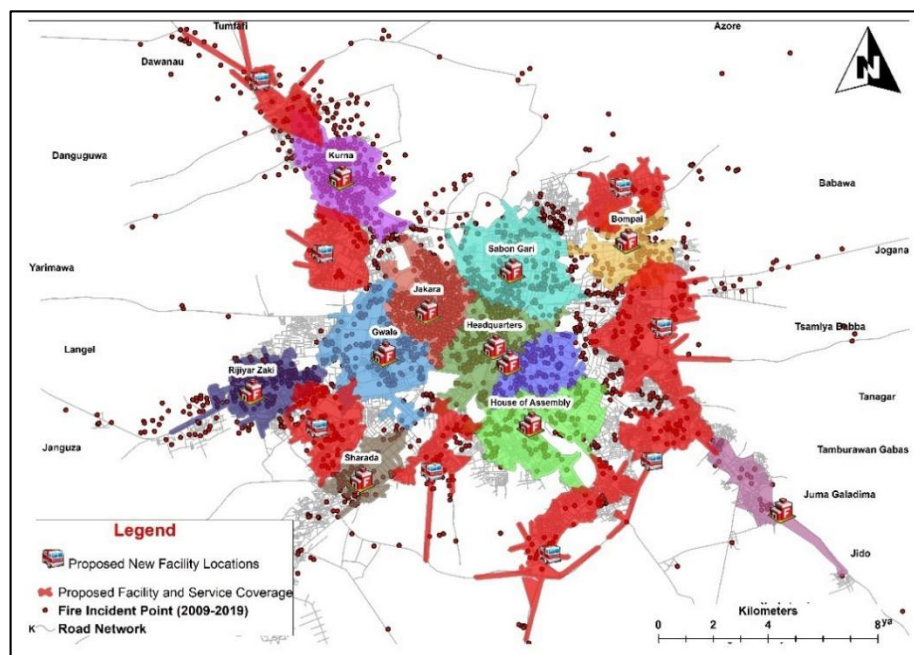 Tumfafi
Azore
Dawanau
N
Danguguwa
Kurna
Babawa
Bompai
Sabon Gari
Jogana
Yarimawa
Jakara
Headquarters
Tsamiya Babba
Gwale
Langel
Rijiyar Zaki
House of Assembly
Tanagar
Janguza
Sharada
Tamburawan Gabas
Juma Galadima
Jido
Legend
Proposed New Facility Locations
Proposed Facility and Service Coverage
Fire Incident Point (2009-2019)
Road Network
Kilometers
ya
0 2 4 6 8